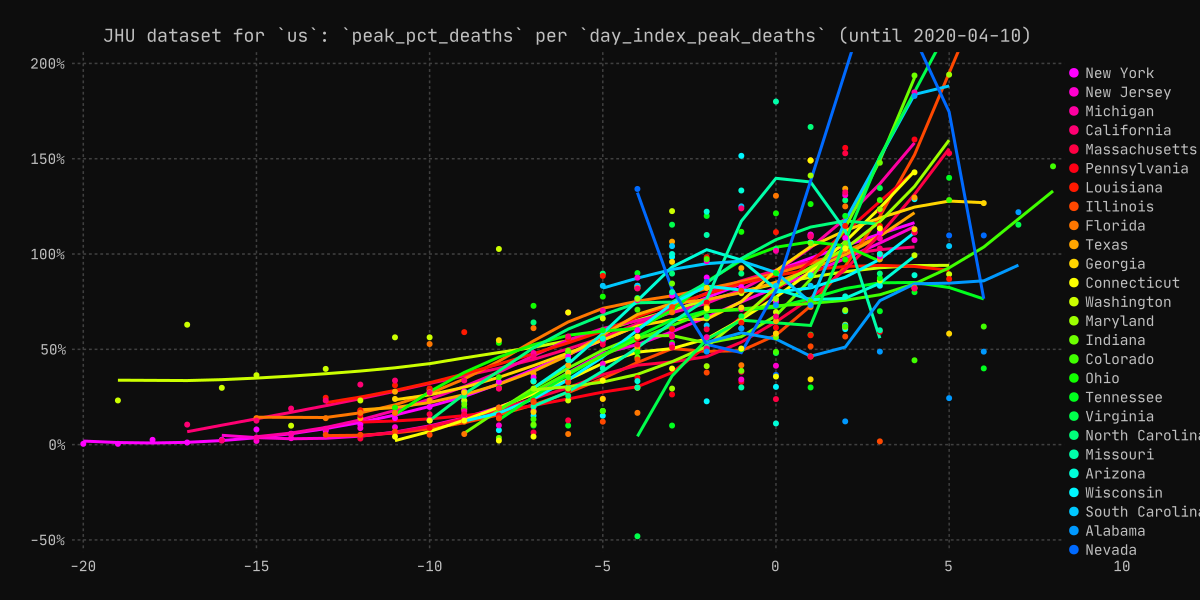 JHU dataset for `us`: `peak_pct_deaths` per `day_index_peak_deaths` (until 2020-04-10)
200%
150%
100%
50%
0%
-50%
-20
-15
-10
-5
0
5
10
New York
New Jersey
Michigan
California
Massachusetts
Pennsylvania
Louisiana
Illinois
Florida
Texas
Georgia
Connecticut
Washington
Maryland
Indiana
Colorado
Ohio
Tennessee
Virginia
North Carolina
Missouri
Arizona
Wisconsin
South Carolina
Alabama
Nevada